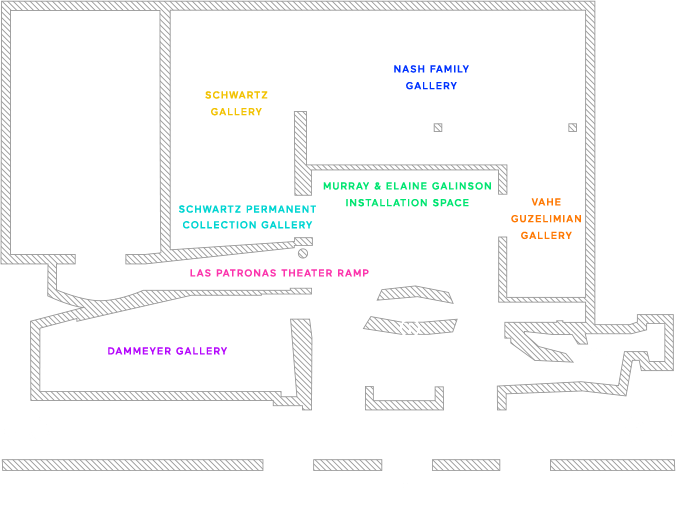 NASH FAMILY
GALLERY
SCHWARTZ
GALLERY
MURRAY & ELAINE GALINSON
INSTALLATION SPACE
VAHE
GUZELIMIAN
GALLERY
SCHWARTZ PERMANENT
COLLECTION GALLERY
LAS PATRONAS THEATER RAMP
DAMMEYER GALLERY